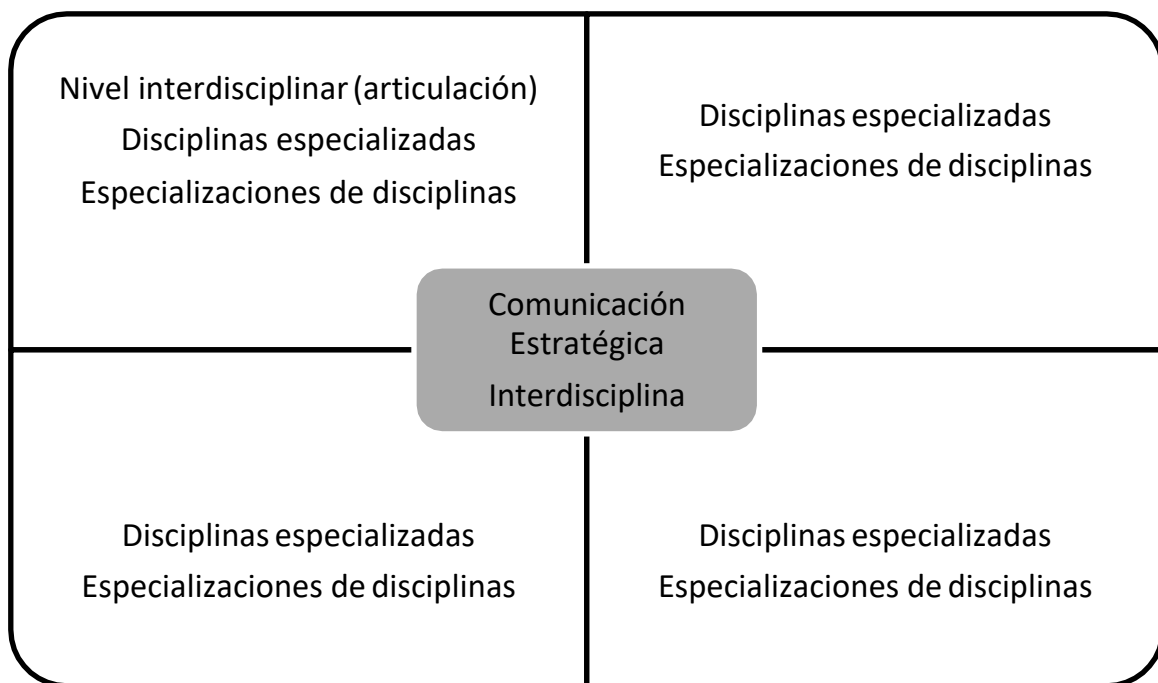 Nivel interdisciplinar (articulación)
Disciplinas especializadas
Especializaciones de disciplinas
Disciplinas especializadas
Especializaciones de disciplinas
Comunicación
Estratégica
Interdisciplina
Disciplinas especializadas
Especializaciones de disciplinas
Disciplinas especializadas
Especializaciones de disciplinas